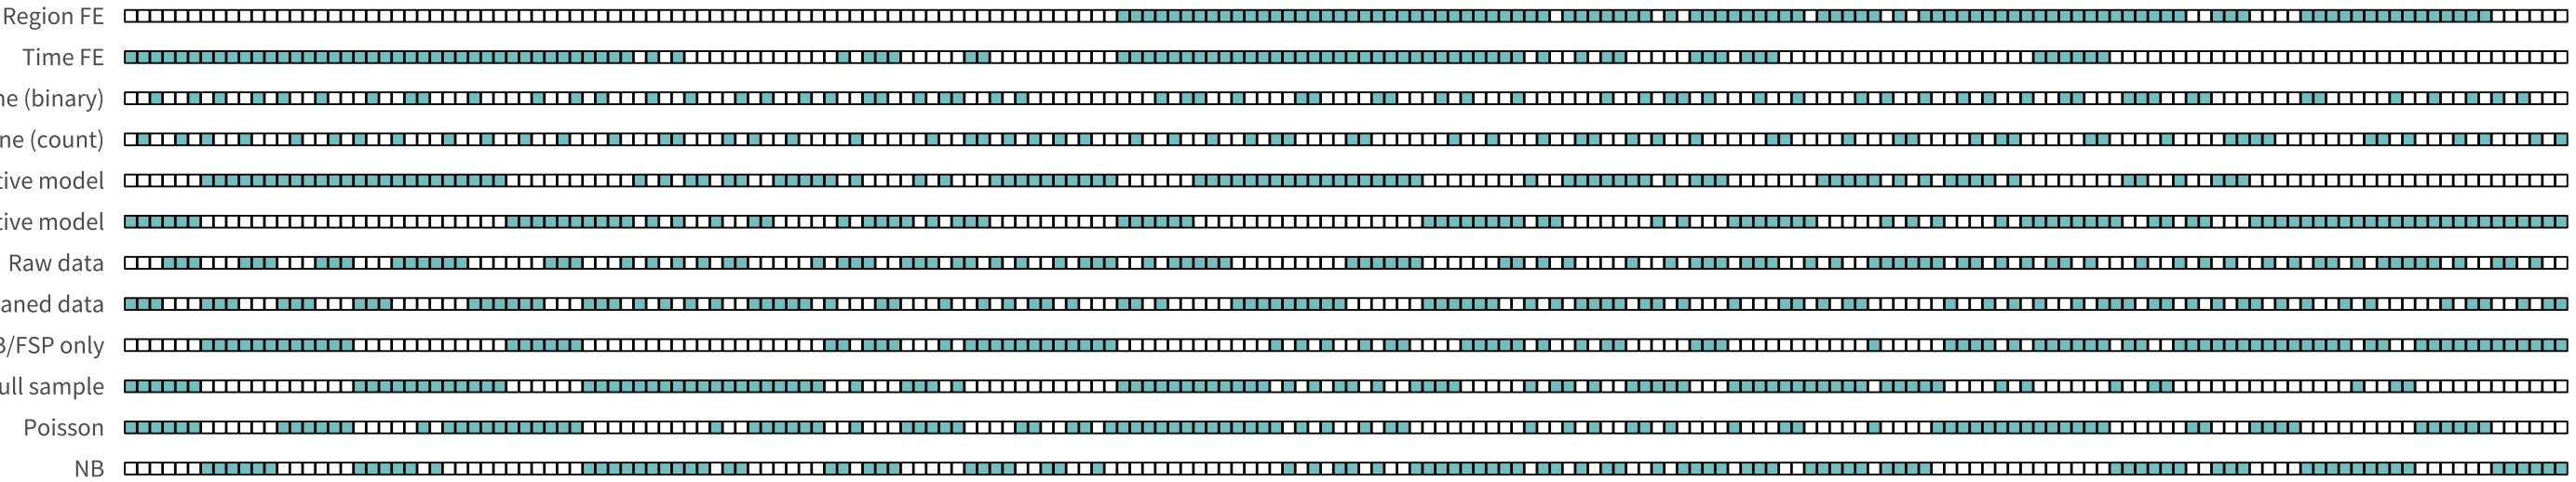 Region FE
Time FE
ne (binary)
ne (count)
tive model
tive model
Raw data
aned data
3/FSP only
ull sample
Poisson
NB